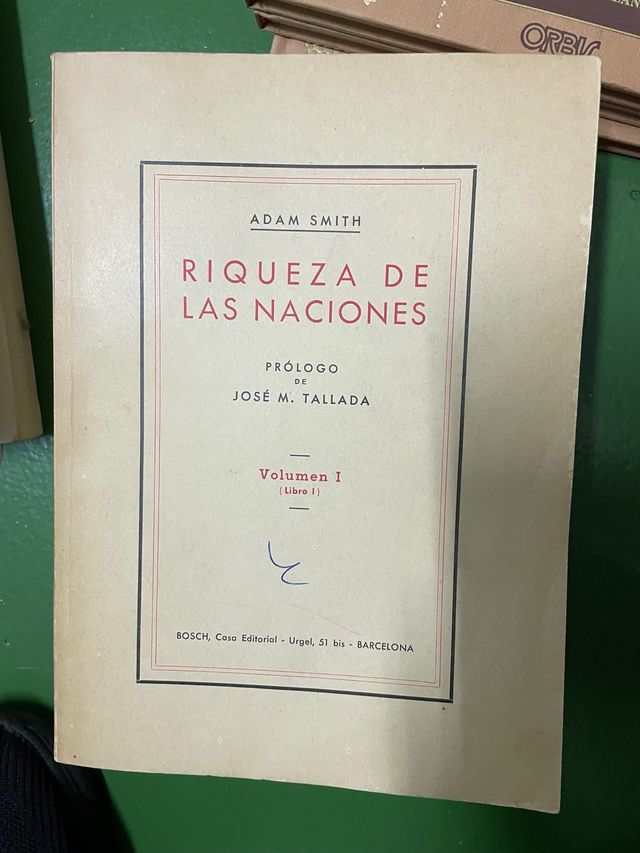 ORBIS
ADAM SMITH
RIQUEZA DE
LAS NACIONES
PRÓLOGO
DE
JOSÉ M. TALLADA
Volumen I
(Libro I)
BOSCH, Casa Editorial - Urgel, 51 bis - BARCELONA